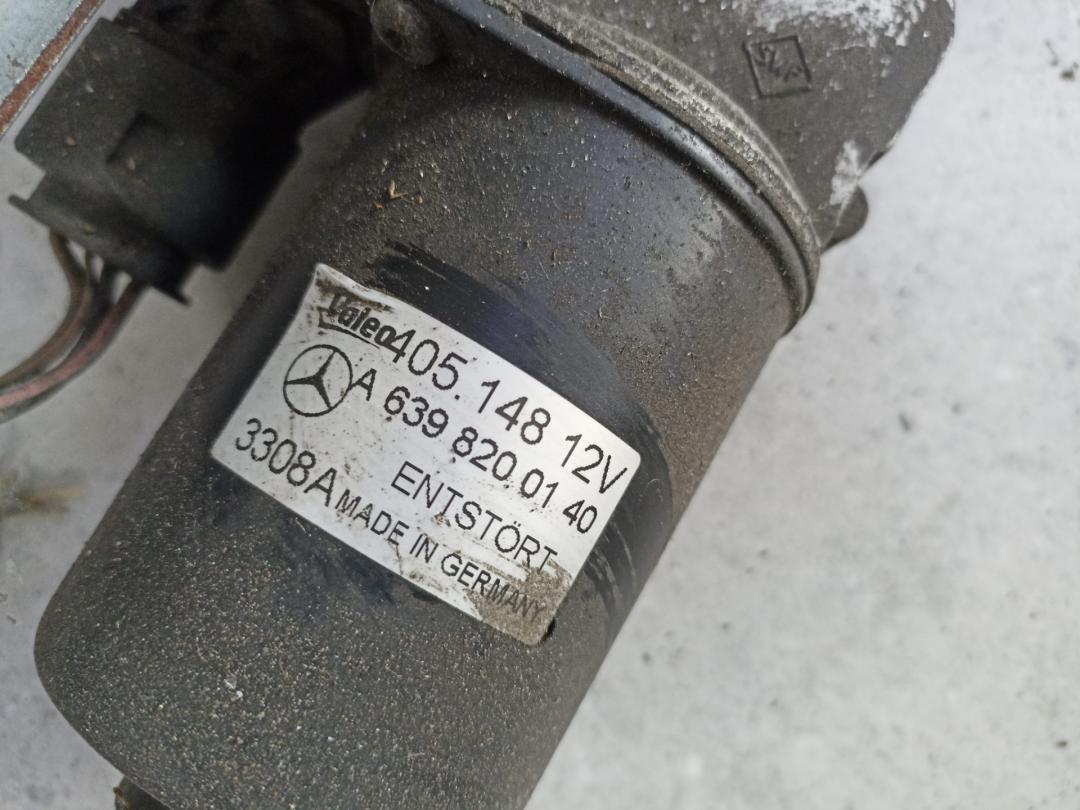 Valeo 405.148 12V
A 639 820 01 40
ENTSTÖRT
3308A MADE IN GERMANY